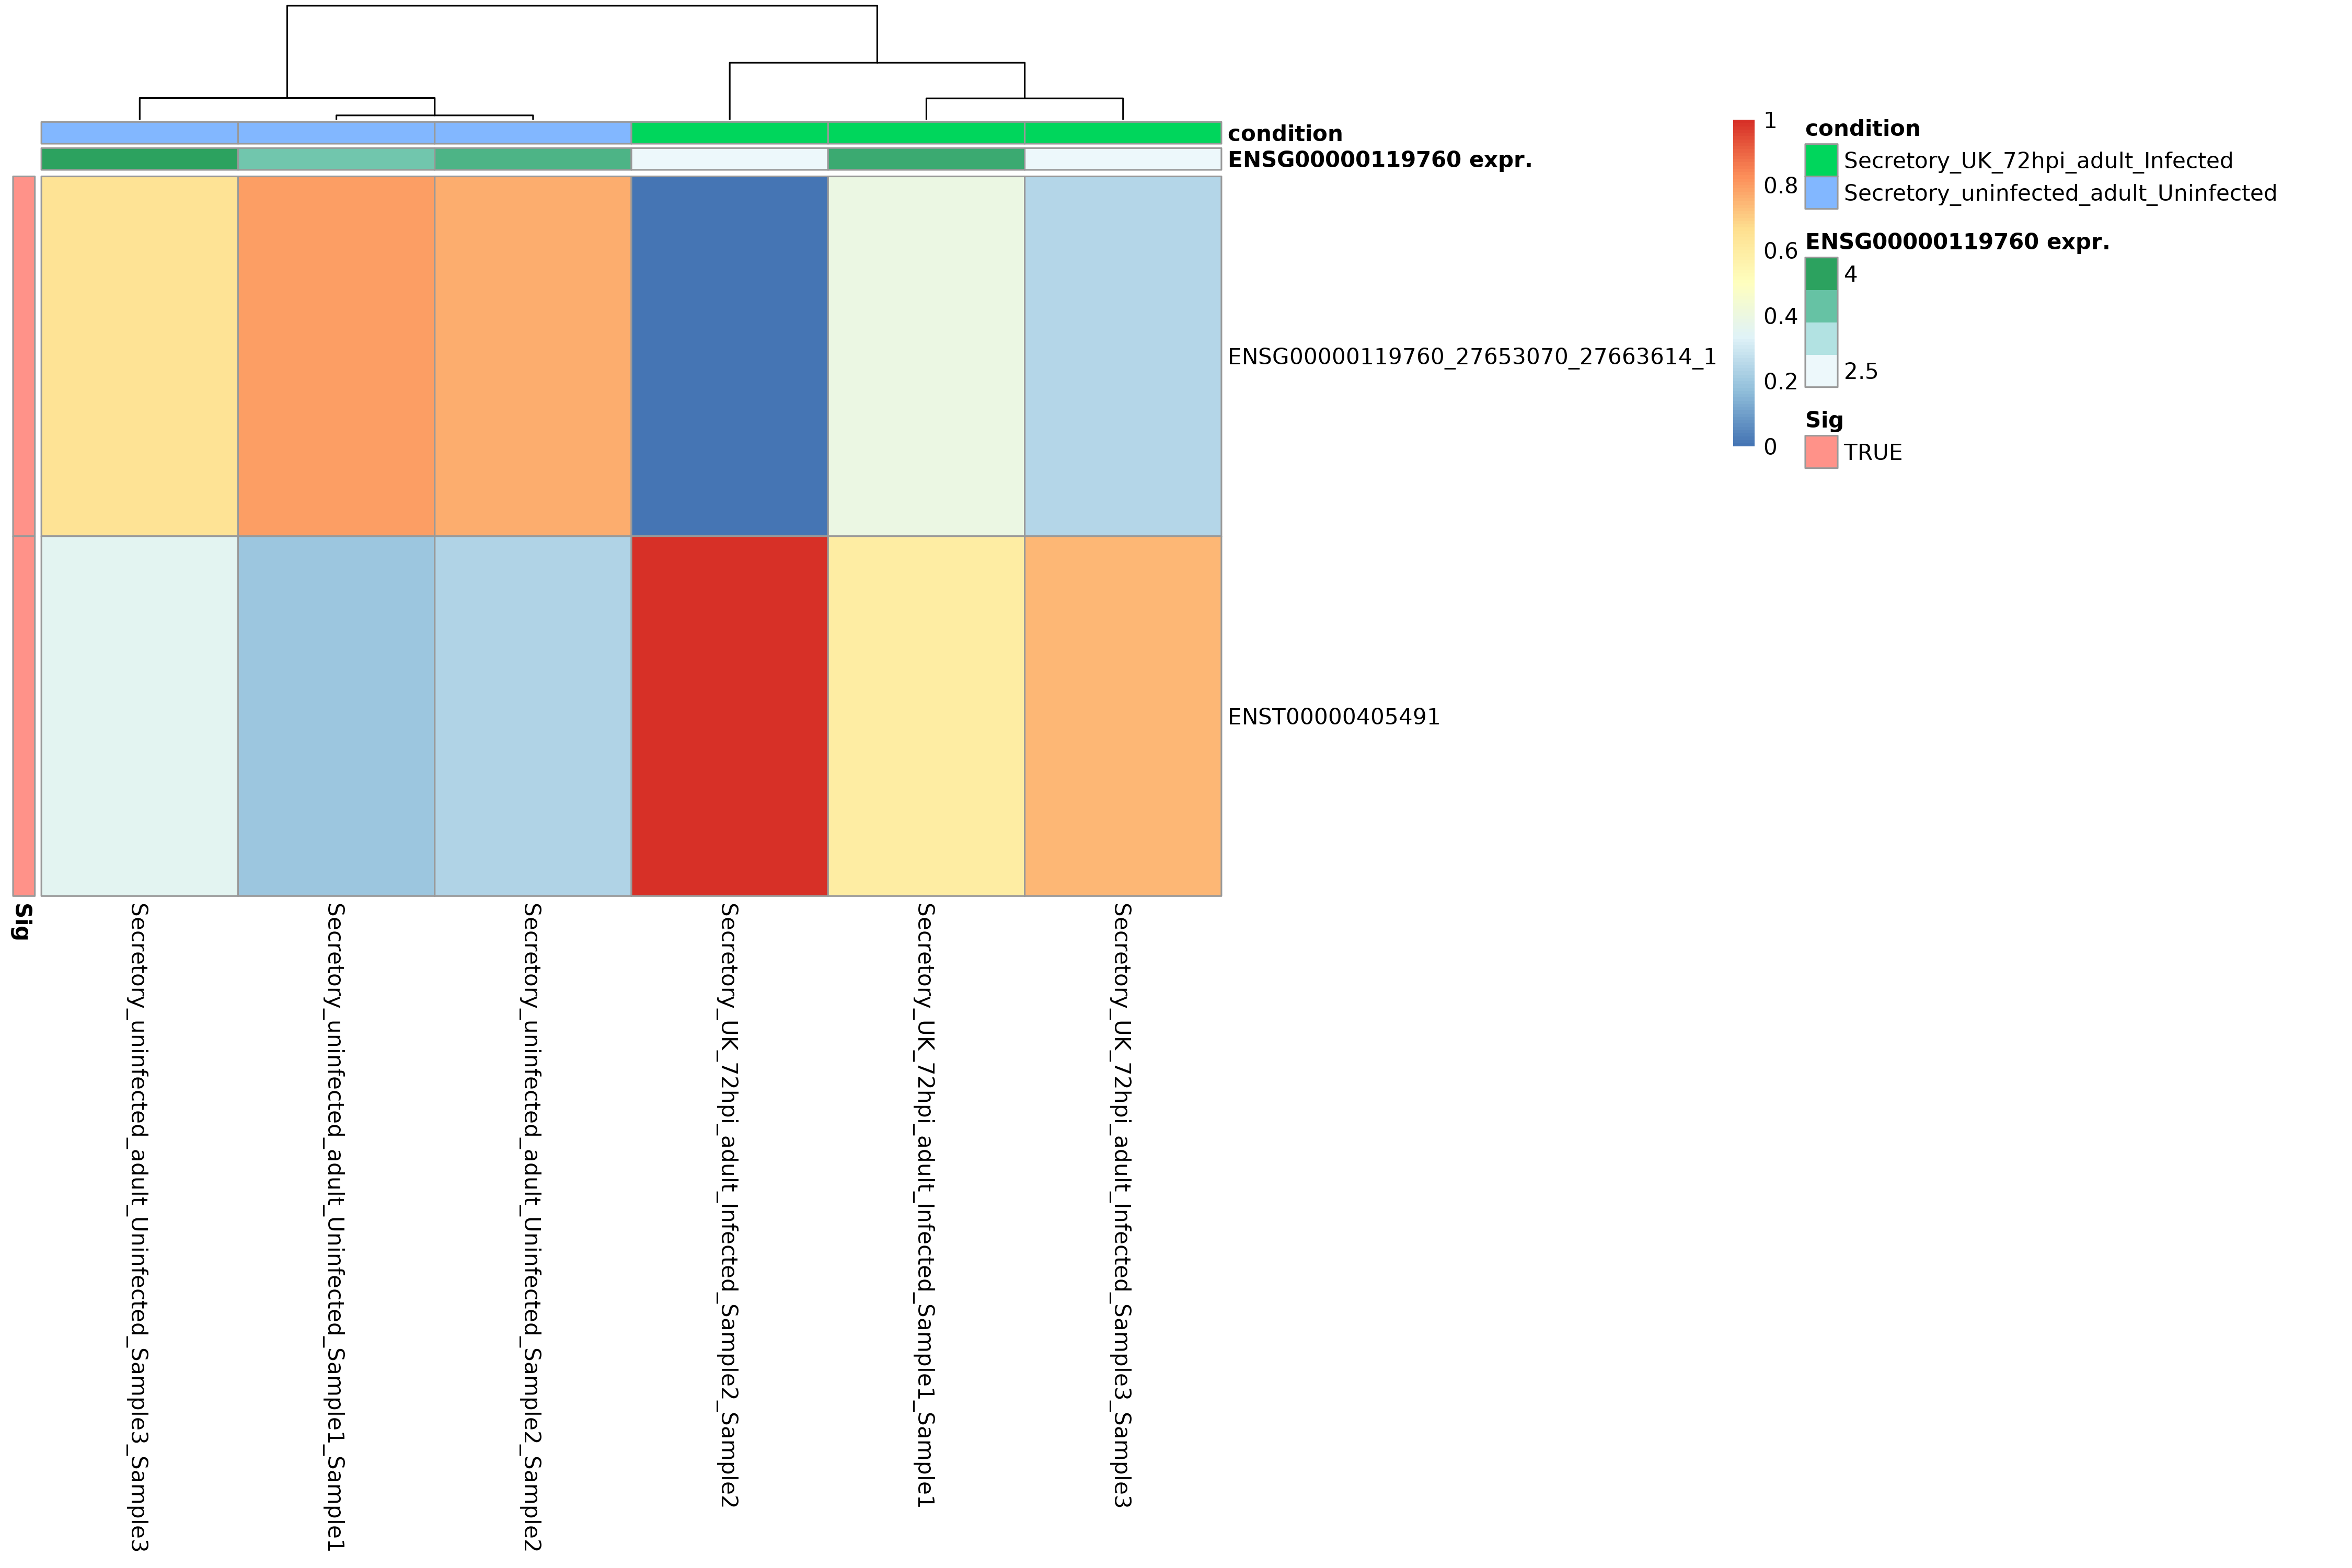 condition
ENSG00000119760 expr.
ENSG00000119760_27653070_27663614_1
ENST00000405491
Sig
Secretory_uninfected_adult_Uninfected_Sample3_Sample3
Secretory_uninfected_adult_Uninfected_Sample1_Sample1
Secretory_uninfected_adult_Uninfected_Sample2_Sample2
Secretory_UK_72hpi_adult_Infected_Sample2_Sample2
Secretory_UK_72hpi_adult_Infected_Sample1_Sample1
Secretory_UK_72hpi_adult_Infected_Sample3_Sample3
1
0.8
0.6
0.4
0.2
0
condition
Secretory_UK_72hpi_adult_Infected
Secretory_uninfected_adult_Uninfected
ENSG00000119760 expr.
4
2.5
Sig
TRUE